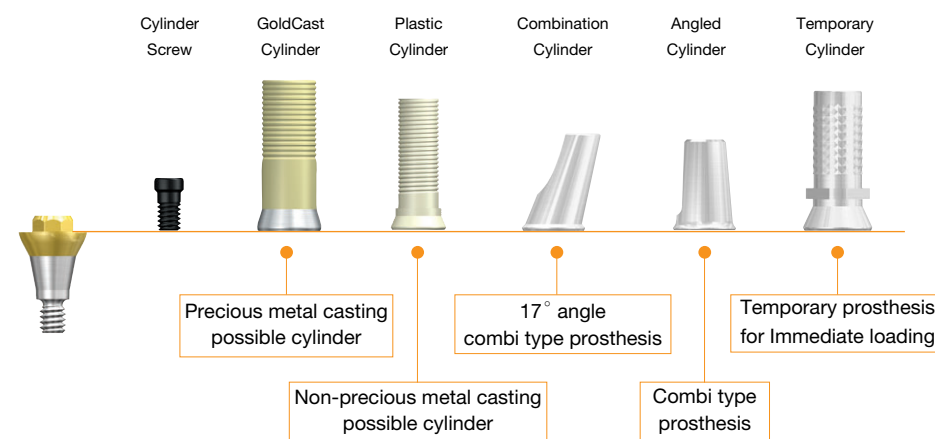 Cylinder
Screw
GoldCast
Cylinder
Plastic
Cylinder
Combination
Cylinder
Angled
Cylinder
Temporary
Cylinder
Precious metal casting
possible cylinder
17° angle
combi type prosthesis
Temporary prosthesis
for Immediate loading
Non-precious metal casting
possible cylinder
Combi type
prosthesis